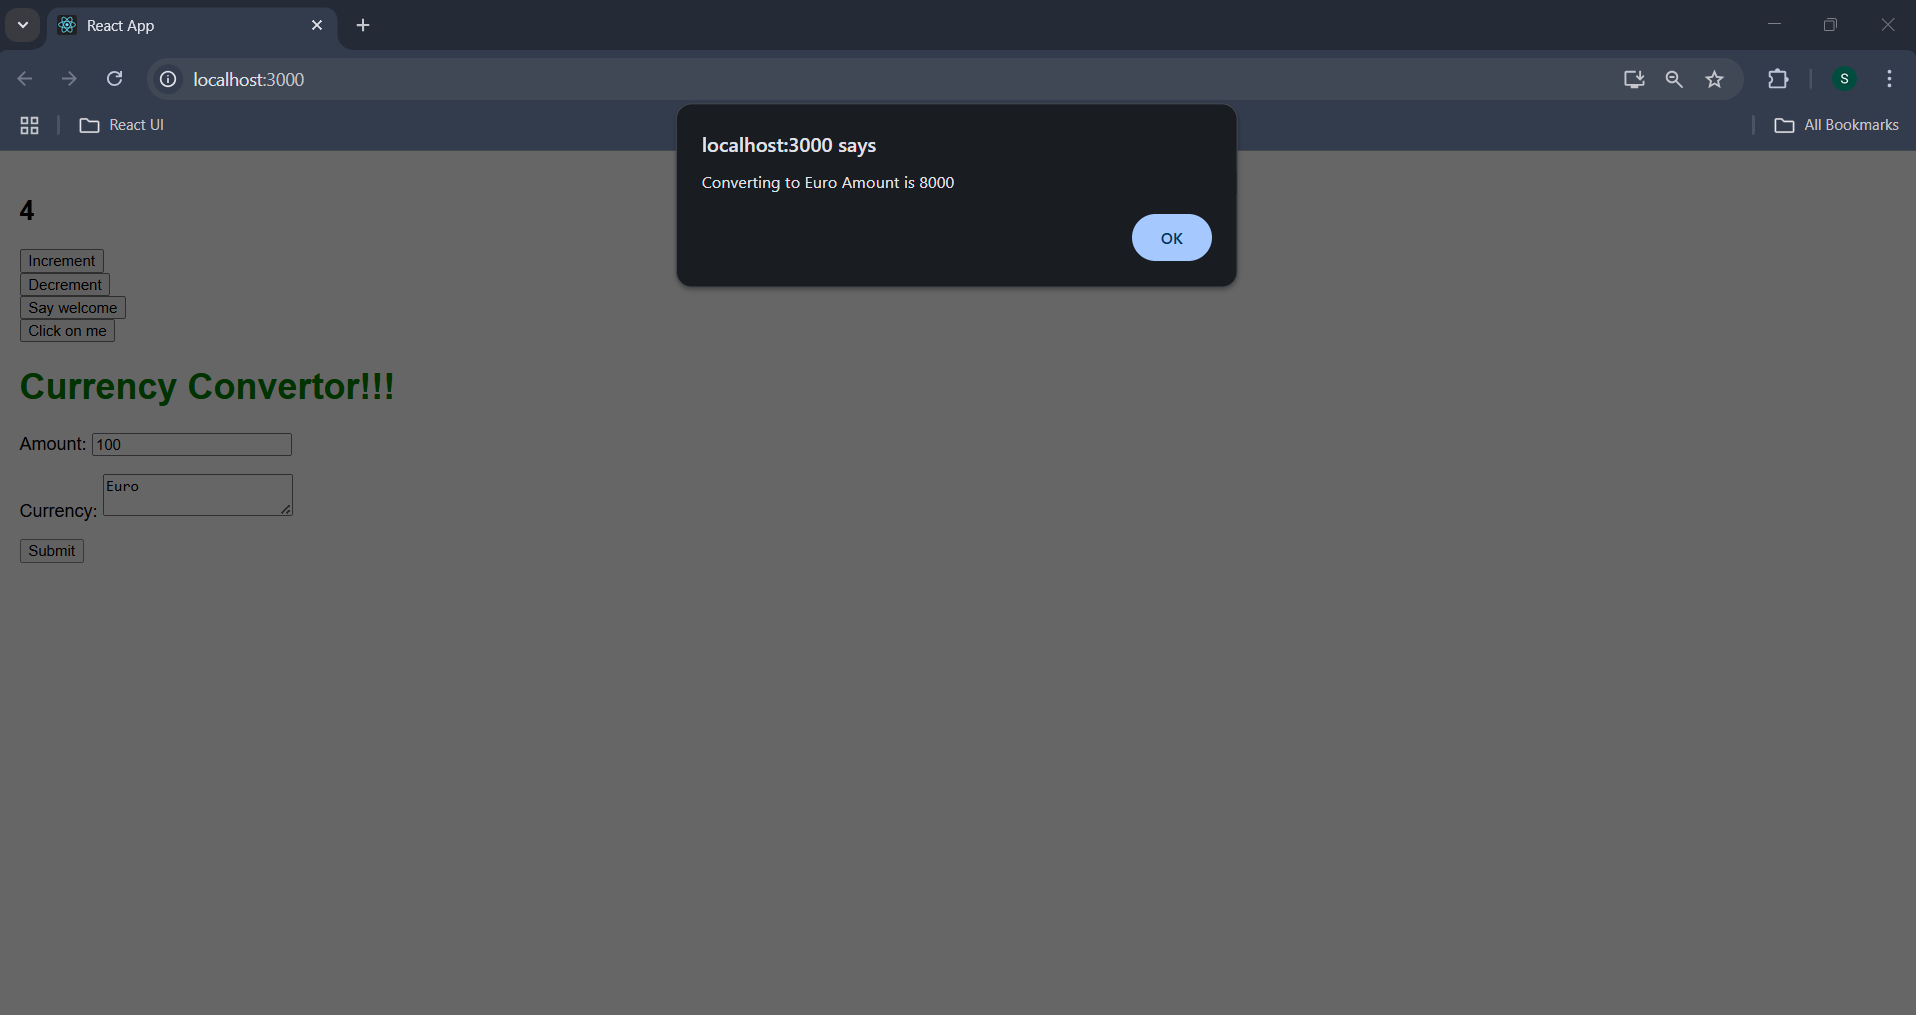 React App
localhost:3000
S
React UI
All Bookmarks
localhost:3000 says
Converting to Euro Amount is 8000
OK
4
Increment
Decrement
Say welcome
Click on me
Currency Convertor!!!
Amount: 100
Currency: Euro
Submit